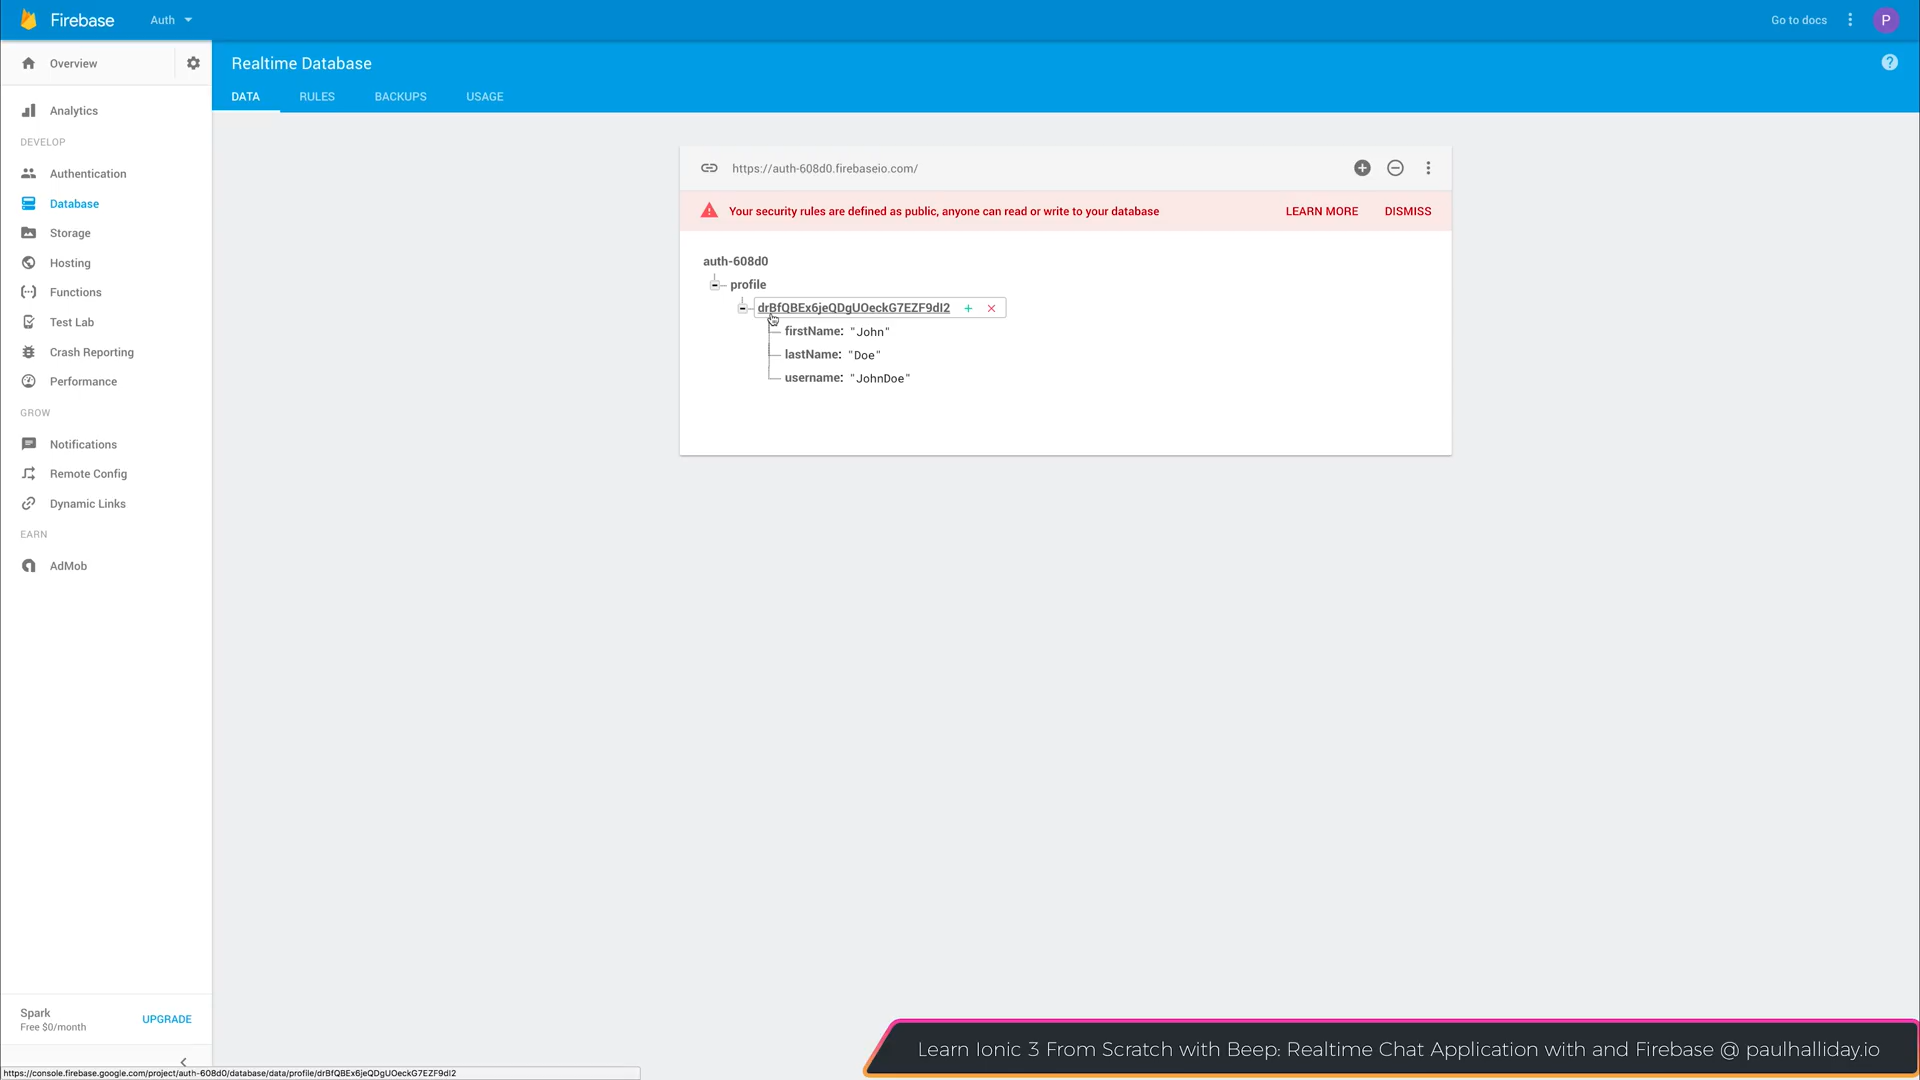 Firebase
Auth
Go to docs
P
Overview
Realtime Database
?
DATA
RULES
BACKUPS
USAGE
Analytics
DEVELOP
Authentication
Database
Storage
Hosting
Functions
Test Lab
Crash Reporting
Performance
GROW
Notifications
Remote Config
Dynamic Links
EARN
AdMob
https://auth-608d0.firebaseio.com/
Your security rules are defined as public, anyone can read or write to your database
LEARN MORE
DISMISS
auth-608d0
profile
drBfQBEx6jeQDgUOeckG7EZF9dI2
firstName: "John"
lastName: "Doe"
username: "JohnDoe"
Spark
Free $0/month
UPGRADE
https://console.firebase.google.com/project/auth-608d0/database/data/profile/drBfQBEx6jeQDgUOeckG7EZF9dI2
Learn Ionic 3 From Scratch with Beep: Realtime Chat Application with and Firebase @ paulhalliday.io